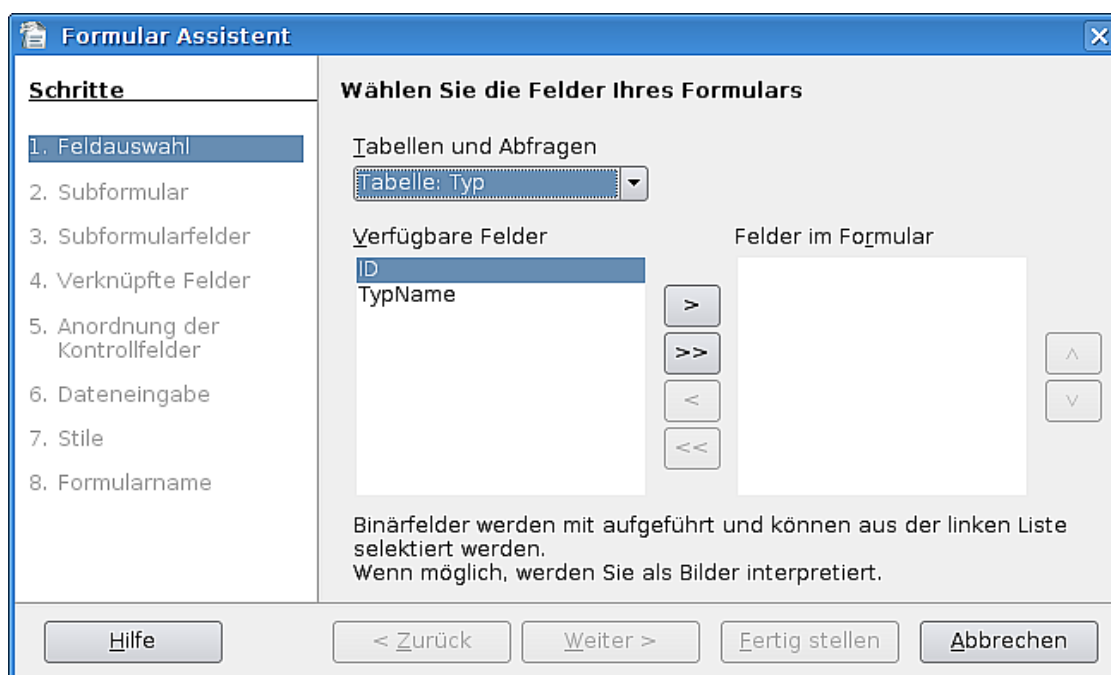 Formular Assistent
Schritte
1. Feldauswahl
2. Subformular
3. Subformularfelder
4. Verknüpfte Felder
5. Anordnung der
Kontrollfelder
6. Dateneingabe
7. Stile
8. Formularname
Wählen Sie die Felder Ihres Formulars
Tabellen und Abfragen
Tabelle: Typ
Verfügbare Felder
Felder im Formular
ID
TypName
>
>>
<
<<
^
v
Binärfelder werden mit aufgeführt und können aus der linken Liste
selektiert werden.
Wenn möglich, werden Sie als Bilder interpretiert.
Hilfe
< Zurück
Weiter >
Fertig stellen
Abbrechen